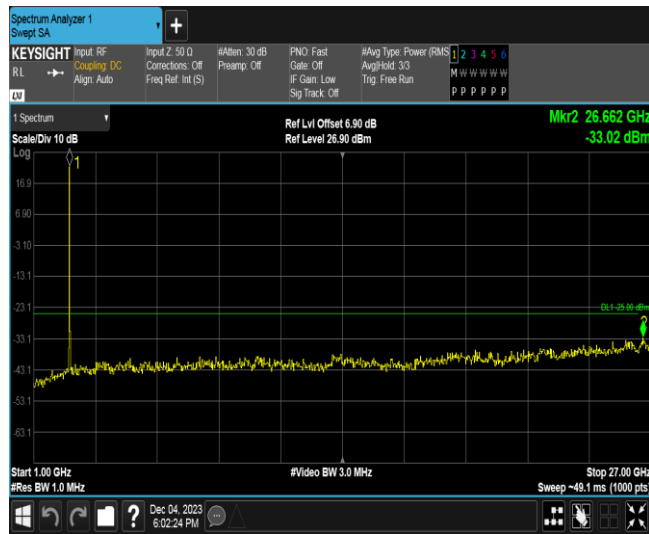 Spectrum Analyzer 1
Swept SA
+
KEYSIGHT
RL
LXI
Input: RF
Coupling: DC
Align: Auto
Input Z: 50 Ω
Corrections: Off
Freq Ref: Int (S)
#Atten: 30 dB
Preamp: Off
PNO: Fast
Gate: Off
IF Gain: Low
Sig Track: Off
#Avg Type: Power (RMS
Avg|Hold: 3/3
Trig: Free Run
1 2 3 4 5 6
M W W W W W
P P P P P P
1 Spectrum
Scale/Div 10 dB
Log
Ref Lvl Offset 6.90 dB
Ref Level 26.90 dBm
Mkr2 26.662 GHz
-33.02 dBm
1
16.9
6.90
-3.10
-13.1
-23.1
DL1 -25.00 dBm
2
-33.1
-43.1
-53.1
-63.1
Start 1.00 GHz
#Res BW 1.0 MHz
#Video BW 3.0 MHz
Stop 27.00 GHz
Sweep ~49.1 ms (1000 pts)
?
Dec 04, 2023
6:02:24 PM